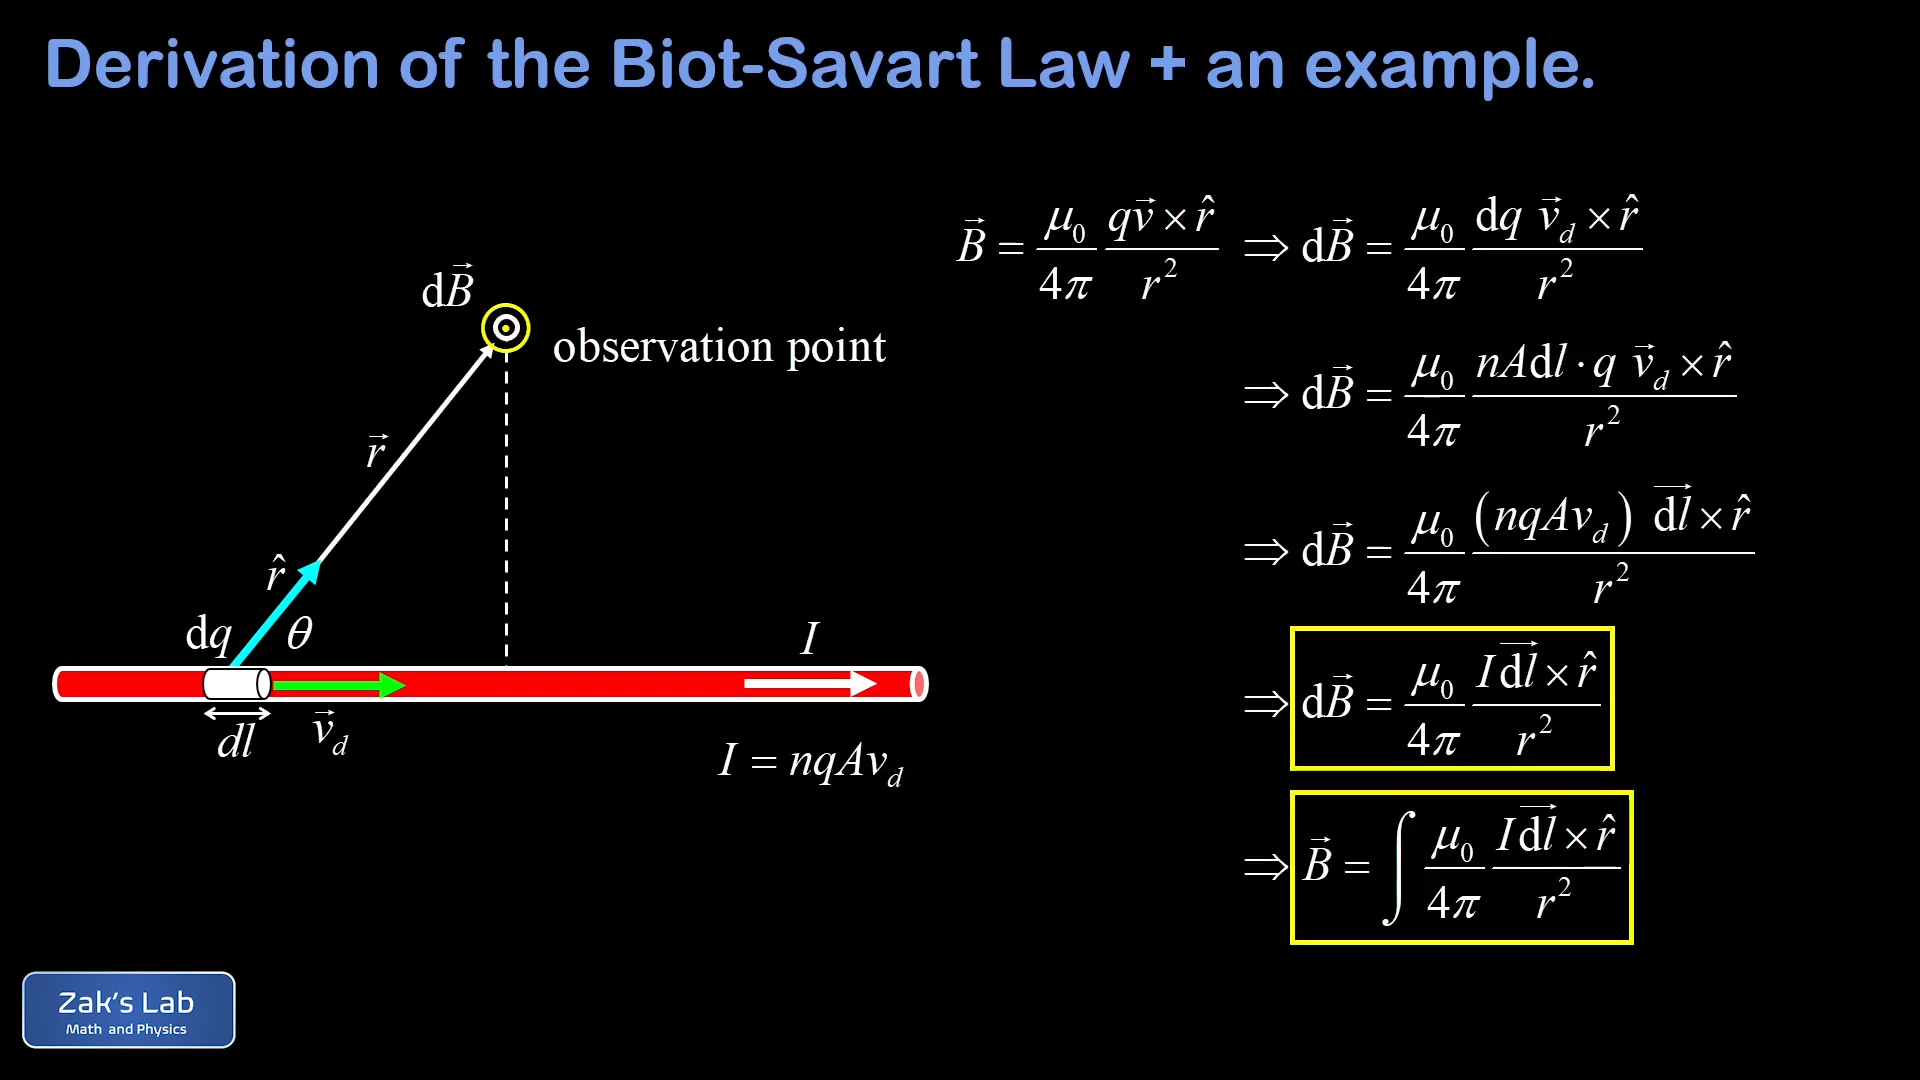 Derivation of the Biot-Savart Law + an example.
dB⃗
observation point
r⃗
r̂
dq
θ
I
dl
v⃗_d
I = nqAv_d
B⃗ = μ₀/4π qv⃗ × r̂/r² ⇒ dB⃗ = μ₀/4π dq v⃗_d × r̂/r²
⇒ dB⃗ = μ₀/4π nAdl · q v⃗_d × r̂/r²
⇒ dB⃗ = μ₀/4π (nqAv_d) dl⃗ × r̂/r²
⇒ dB⃗ = μ₀/4π Idl⃗ × r̂/r²
⇒ B⃗ = ∫ μ₀/4π Idl⃗ × r̂/r²
Zak's Lab
Math and Physics